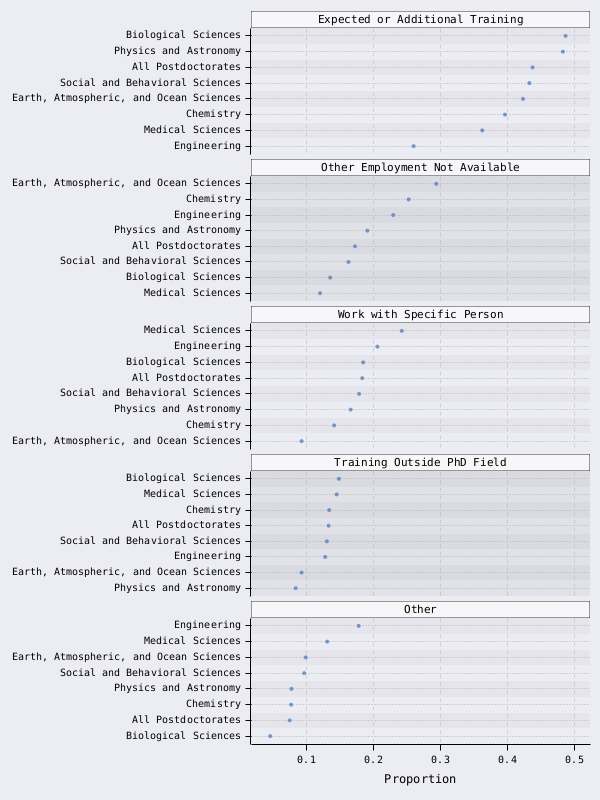 Expected or Additional Training
Biological Sciences
Physics and Astronomy
All Postdoctorates
Social and Behavioral Sciences
Earth, Atmospheric, and Ocean Sciences
Chemistry
Medical Sciences
Engineering
Other Employment Not Available
Earth, Atmospheric, and Ocean Sciences
Chemistry
Engineering
Physics and Astronomy
All Postdoctorates
Social and Behavioral Sciences
Biological Sciences
Medical Sciences
Work with Specific Person
Medical Sciences
Engineering
Biological Sciences
All Postdoctorates
Social and Behavioral Sciences
Physics and Astronomy
Chemistry
Earth, Atmospheric, and Ocean Sciences
Training Outside PhD Field
Biological Sciences
Medical Sciences
Chemistry
All Postdoctorates
Social and Behavioral Sciences
Engineering
Earth, Atmospheric, and Ocean Sciences
Physics and Astronomy
Other
Engineering
Medical Sciences
Earth, Atmospheric, and Ocean Sciences
Social and Behavioral Sciences
Physics and Astronomy
Chemistry
All Postdoctorates
Biological Sciences
0.1 0.2 0.3 0.4 0.5
Proportion